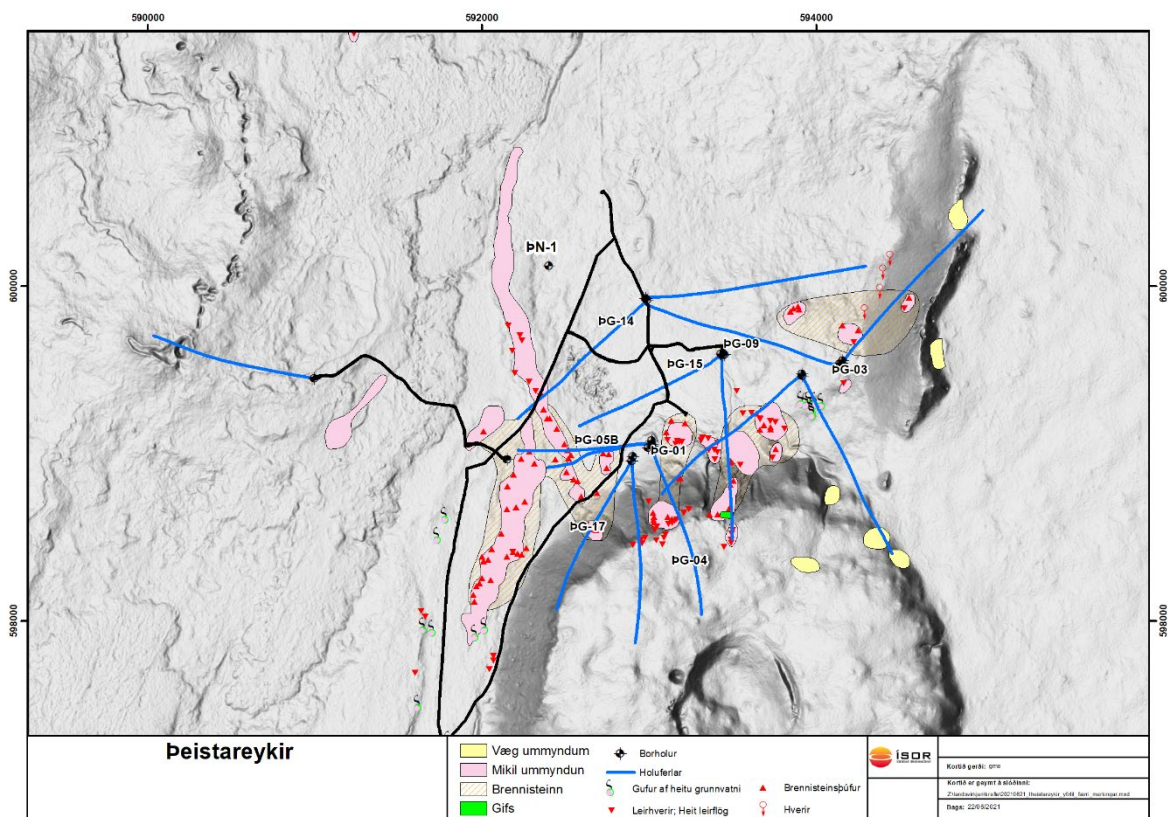 590000 592000 594000
ÞN-1
600000 600000
ÞG-14
ÞG-09
ÞG-15 ÞG-03
ÞG-05B
ÞG-01
ÞG-17
ÞG-04
598000 598000
Þeistareykir
Væg ummyndum
Mikil ummyndun
Brennisteinn
Gifs
Borholur
Holuferlar
Gufur af heitu grunnvatni
Leirhverir; Heit leirflög
Brennisteinsþúfur
Hverir
ÍSOR
Kortið gerði:
Kortið er geymt á slóðinni:
Dags: 22/06/2021